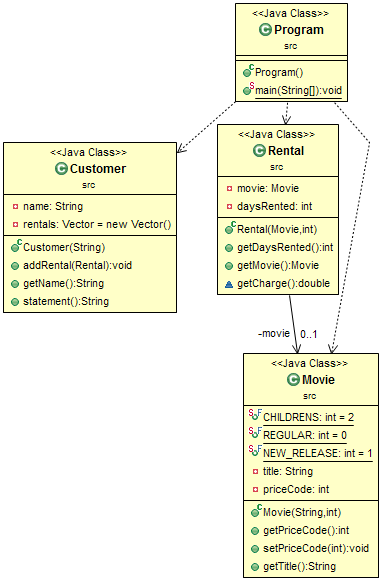 <<Java Class>>
Program
src
Program()
main(String[]):void
<<Java Class>>
Customer
src
name: String
rentals: Vector = new Vector()
Customer(String)
addRental(Rental):void
getName():String
statement():String
<<Java Class>>
Rental
src
movie: Movie
daysRented: int
Rental(Movie,int)
getDaysRented():int
getMovie():Movie
getCharge():double
-movie 0..1
<<Java Class>>
Movie
src
CHILDRENS: int = 2
REGULAR: int = 0
NEW_RELEASE: int = 1
title: String
priceCode: int
Movie(String,int)
getPriceCode():int
setPriceCode(int):void
getTitle():String